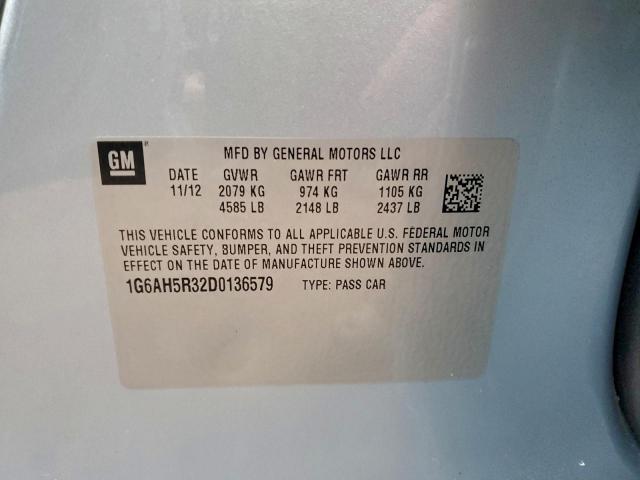 GM
MFD BY GENERAL MOTORS LLC
DATE GVWR GAWR FRT GAWR RR
11/12 2079 KG 974 KG 1105 KG
4585 LB 2148 LB 2437 LB
THIS VEHICLE CONFORMS TO ALL APPLICABLE U.S. FEDERAL MOTOR
VEHICLE SAFETY, BUMPER, AND THEFT PREVENTION STANDARDS IN
EFFECT ON THE DATE OF MANUFACTURE SHOWN ABOVE.
1G6AH5R32D0136579 TYPE: PASS CAR